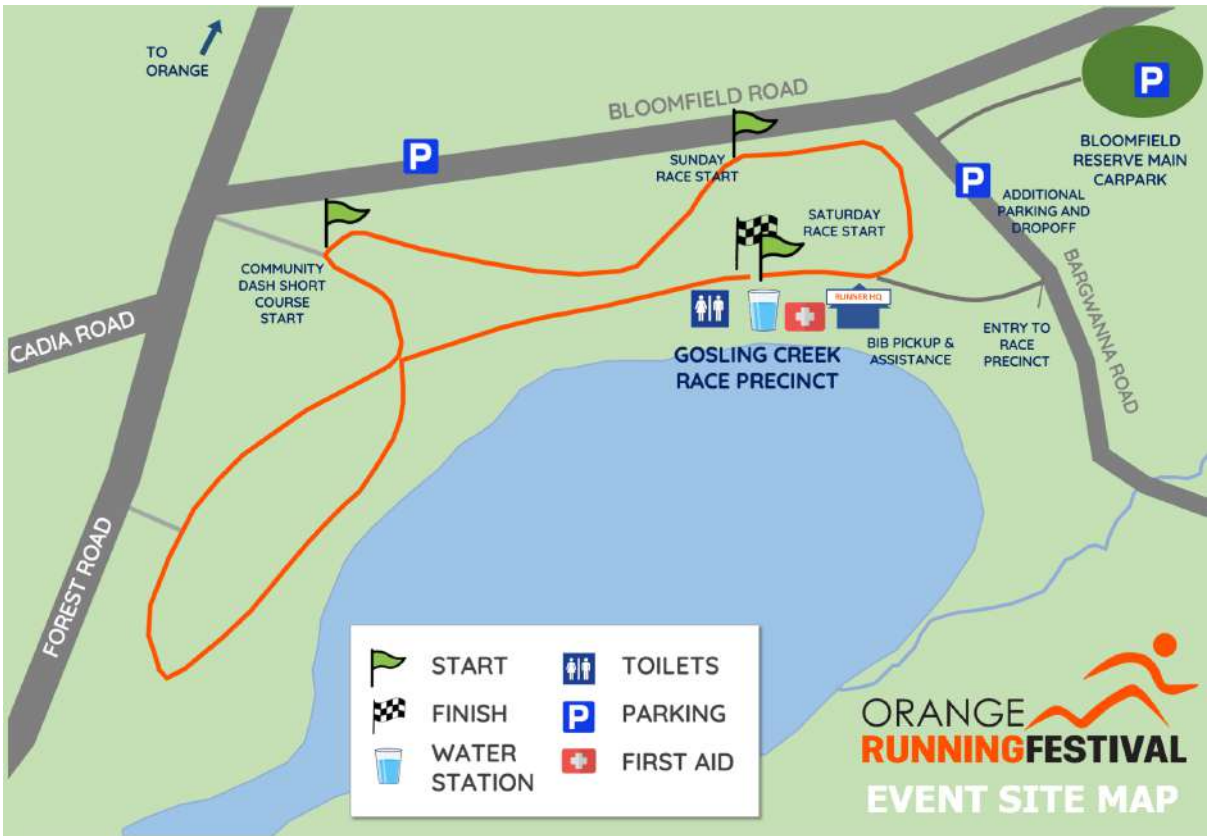 TO
ORANGE
BLOOMFIELD ROAD
P
P
P
BLOOMFIELD
RESERVE MAIN
CARPARK
SUNDAY
RACE START
ADDITIONAL
PARKING AND
DROPOFF
SATURDAY
RACE START
COMMUNITY
DASH SHORT
COURSE
START
CADIA ROAD
RUNNER HQ
BIB PICKUP &
ASSISTANCE
ENTRY TO
RACE
PRECINCT
BARGWANNA ROAD
GOSLING CREEK
RACE PRECINCT
FOREST ROAD
START
FINISH
WATER
STATION
TOILETS
P
PARKING
FIRST AID
ORANGE
RUNNINGFESTIVAL
EVENT SITE MAP